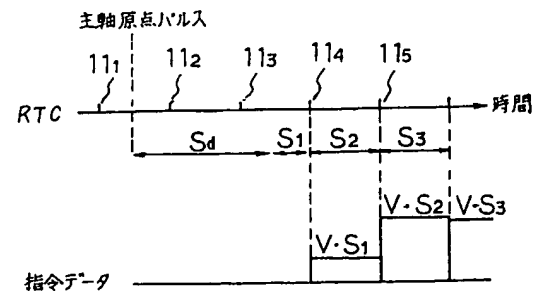 主軸原点パルス
11₁ 11₂ 11₃ 11₄ 11₅
RTC 時間
Sd S1 S2 S3
V・S1 V・S2 V・S3
指令データ